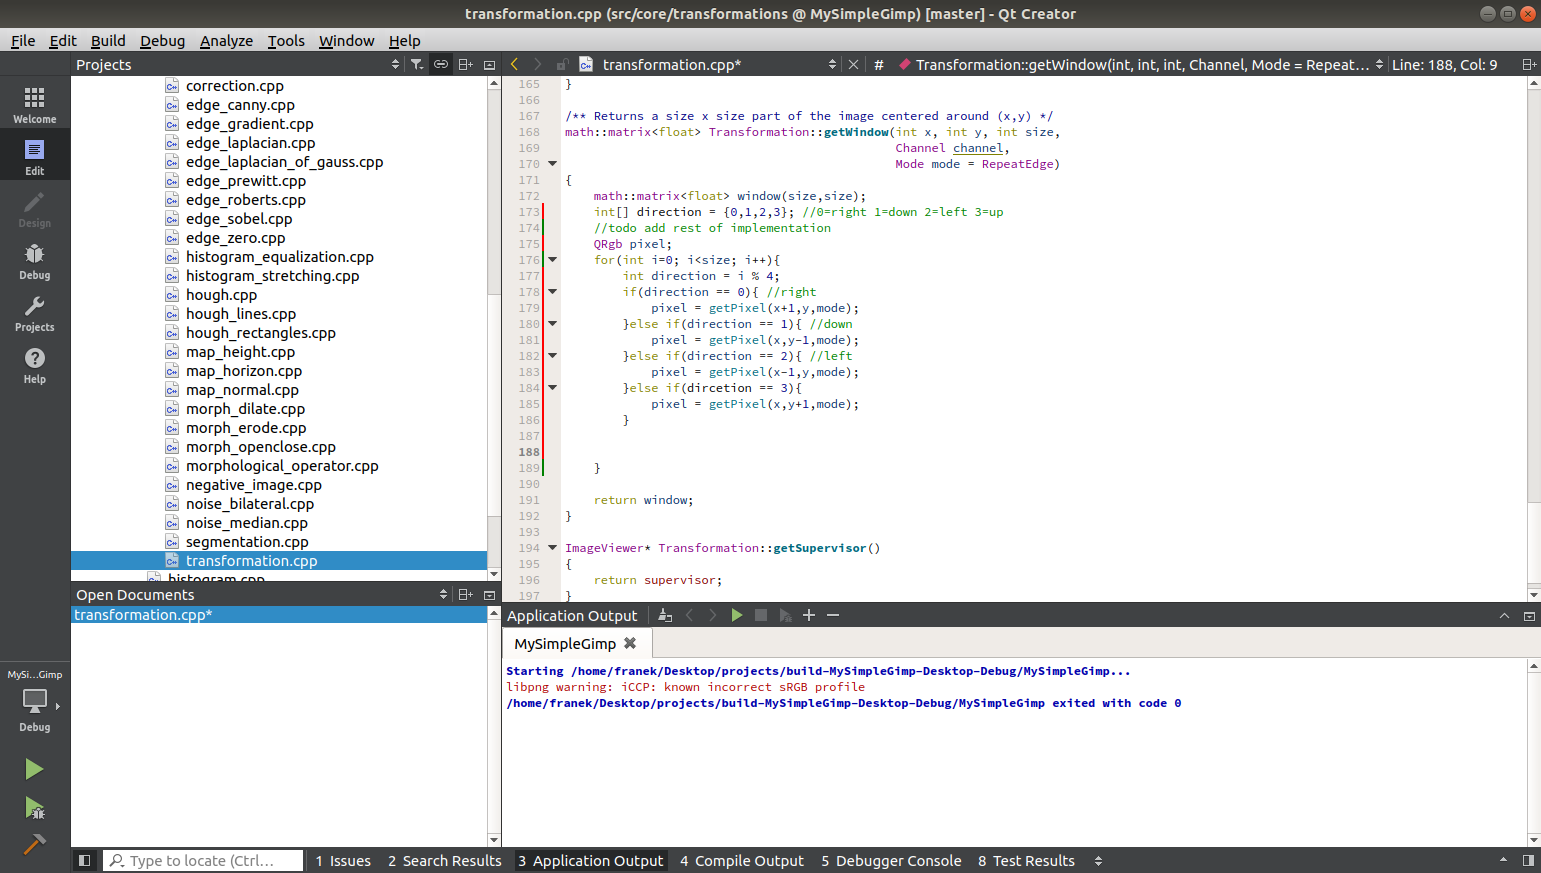 transformation.cpp (src/core/transformations @ MySimpleGimp) [master] - Qt Creator
File Edit Build Debug Analyze Tools Window Help
Projects
transformation.cpp*
# Transformation::getWindow(int, int, int, Channel, Mode = Repeat... Line: 188, Col: 9
Welcome
Edit
Design
Debug
Projects
Help
correction.cpp
edge_canny.cpp
edge_gradient.cpp
edge_laplacian.cpp
edge_laplacian_of_gauss.cpp
edge_prewitt.cpp
edge_roberts.cpp
edge_sobel.cpp
edge_zero.cpp
histogram_equalization.cpp
histogram_stretching.cpp
hough.cpp
hough_lines.cpp
hough_rectangles.cpp
map_height.cpp
map_horizon.cpp
map_normal.cpp
morph_dilate.cpp
morph_erode.cpp
morph_openclose.cpp
morphological_operator.cpp
negative_image.cpp
noise_bilateral.cpp
noise_median.cpp
segmentation.cpp
transformation.cpp
histogram.cpp
165 }
166
167 /** Returns a size x size part of the image centered around (x,y) */
168 math::matrix<float> Transformation::getWindow(int x, int y, int size,
169 Channel channel,
170 Mode mode = RepeatEdge)
171 {
172 math::matrix<float> window(size,size);
173 int[] direction = {0,1,2,3}; //0=right 1=down 2=left 3=up
174 //todo add rest of implementation
175 QRgb pixel;
176 for(int i=0; i<size; i++){
177 int direction = i % 4;
178 if(direction == 0){ //right
179 pixel = getPixel(x+1,y,mode);
180 }else if(direction == 1){ //down
181 pixel = getPixel(x,y-1,mode);
182 }else if(direction == 2){ //left
183 pixel = getPixel(x-1,y,mode);
184 }else if(dircetion == 3){
185 pixel = getPixel(x,y+1,mode);
186 }
187
188
189 }
190
191 return window;
192 }
193
194 ImageViewer* Transformation::getSupervisor()
195 {
196 return supervisor;
197 }
Open Documents
transformation.cpp*
Application Output
MySimpleGimp
Starting /home/franek/Desktop/projects/build-MySimpleGimp-Desktop-Debug/MySimpleGimp...
libpng warning: iCCP: known incorrect sRGB profile
/home/franek/Desktop/projects/build-MySimpleGimp-Desktop-Debug/MySimpleGimp exited with code 0
MySi...Gimp
Debug
Type to locate (Ctrl...
1 Issues 2 Search Results 3 Application Output 4 Compile Output 5 Debugger Console 8 Test Results